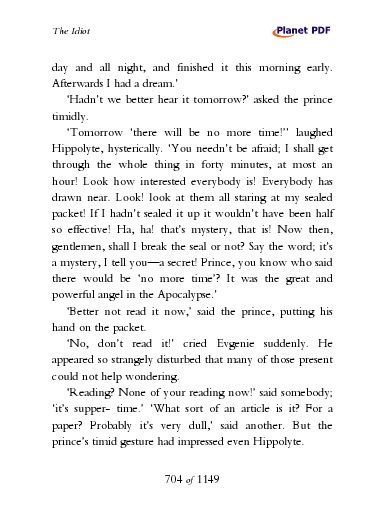 The Idiot
Planet PDF
day and all night, and finished it this morning early.
Afterwards I had a dream.'
'Hadn't we better hear it tomorrow?' asked the prince
timidly.
'Tomorrow 'there will be no more time!'' laughed
Hippolyte, hysterically. 'You needn't be afraid; I shall get
through the whole thing in forty minutes, at most an
hour! Look how interested everybody is! Everybody has
drawn near. Look! look at them all staring at my sealed
packet! If I hadn't sealed it up it wouldn't have been half
so effective! Ha, ha! that's mystery, that is! Now then,
gentlemen, shall I break the seal or not? Say the word; it's
a mystery, I tell you—a secret! Prince, you know who said
there would be 'no more time'? It was the great and
powerful angel in the Apocalypse.'
'Better not read it now,' said the prince, putting his
hand on the packet.
'No, don't read it!' cried Evgenie suddenly. He
appeared so strangely disturbed that many of those present
could not help wondering.
'Reading? None of your reading now!' said somebody;
'it's supper- time.' 'What sort of an article is it? For a
paper? Probably it's very dull,' said another. But the
prince's timid gesture had impressed even Hippolyte.
704 of 1149